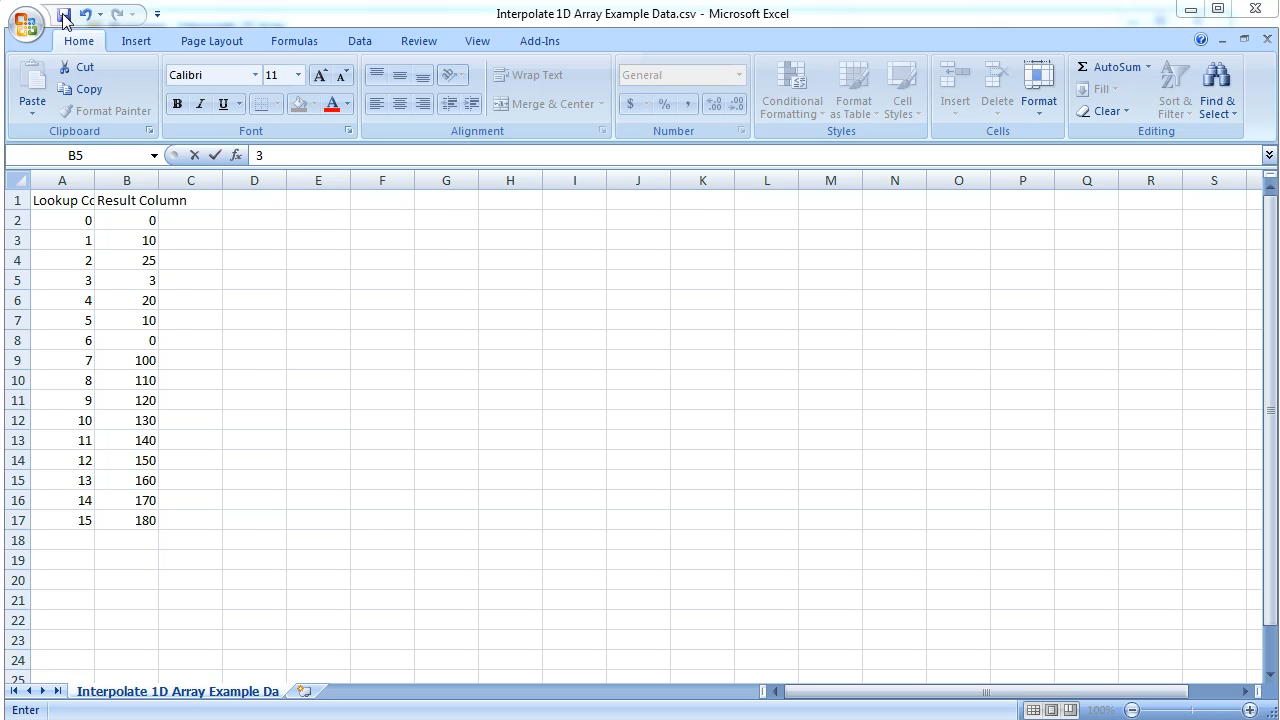 Interpolate 1D Array Example Data.csv - Microsoft Excel
Home Insert Page Layout Formulas Data Review View Add-Ins
Paste
Cut
Copy
Format Painter
Clipboard
Calibri 11
B I U
Font
Wrap Text
Merge & Center
Alignment
General
$ % ,
Number
Conditional Formatting
Format as Table
Cell Styles
Styles
Insert Delete Format
Cells
AutoSum
Fill
Clear
Sort & Filter
Find & Select
Editing
B5 fx 3
A B C D E F G H I J K L M N O P Q R S
1 Lookup Co Result Column
2 0 0
3 1 10
4 2 25
5 3 3
6 4 20
7 5 10
8 6 0
9 7 100
10 8 110
11 9 120
12 10 130
13 11 140
14 12 150
15 13 160
16 14 170
17 15 180
18
19
20
21
22
23
24
25
Interpolate 1D Array Example Da
Enter 100%